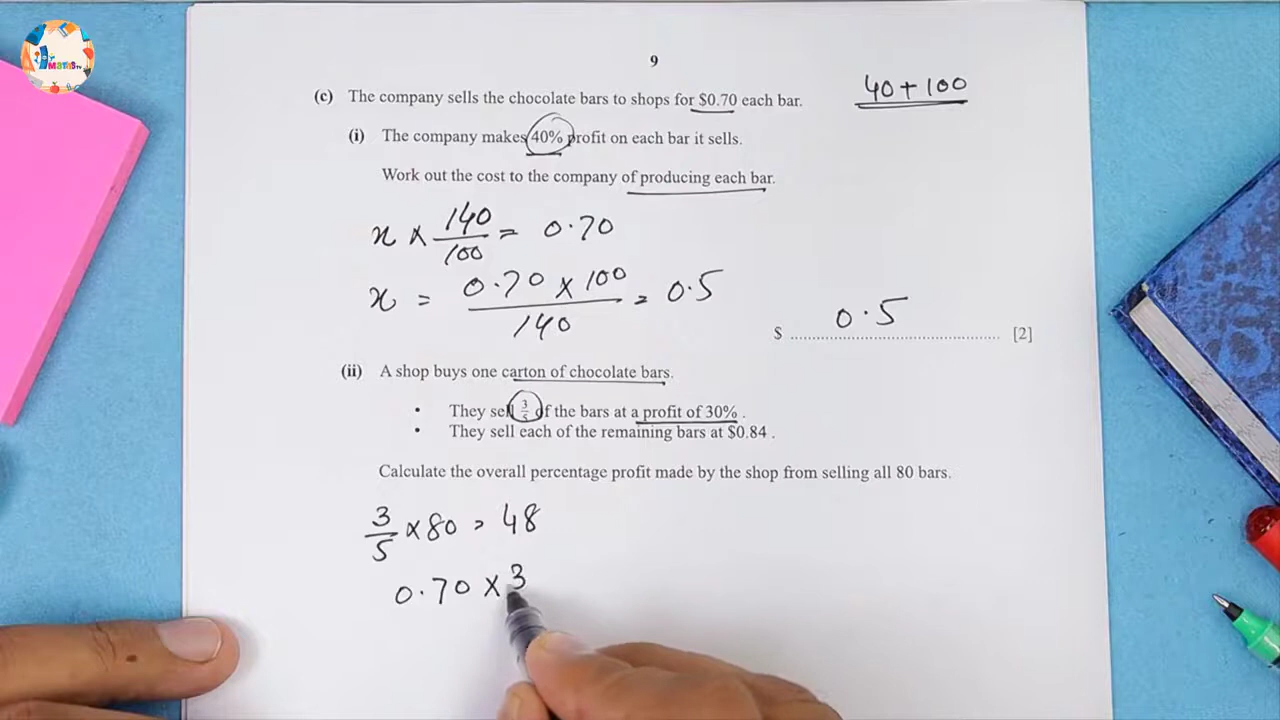 MATHS TV
9
40 + 100
(c) The company sells the chocolate bars to shops for $0.70 each bar.
(i) The company makes 40% profit on each bar it sells.
Work out the cost to the company of producing each bar.
x × 140/100 = 0.70
x = 0.70 × 100 / 140 = 0.5
$ 0.5 [2]
(ii) A shop buys one carton of chocolate bars.
• They sell 3/5 of the bars at a profit of 30% .
• They sell each of the remaining bars at $0.84 .
Calculate the overall percentage profit made by the shop from selling all 80 bars.
3/5 × 80 = 48
0.70 × 3